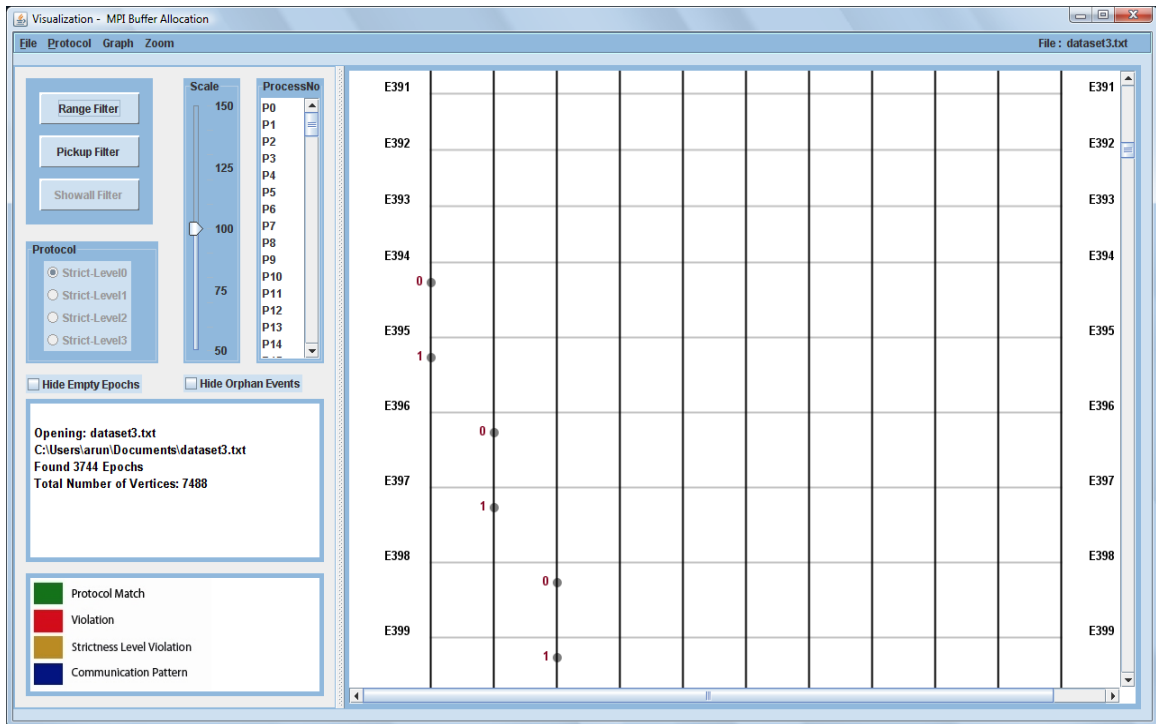 Visualization - MPI Buffer Allocation
File Protocol Graph Zoom File : dataset3.txt
Range Filter
Pickup Filter
Showall Filter
Scale
150
125
100
75
50
ProcessNo
P0
P1
P2
P3
P4
P5
P6
P7
P8
P9
P10
P11
P12
P13
P14
Protocol
Strict-Level0
Strict-Level1
Strict-Level2
Strict-Level3
Hide Empty Epochs
Hide Orphan Events
Opening: dataset3.txt
C:\Users\arun\Documents\dataset3.txt
Found 3744 Epochs
Total Number of Vertices: 7488
Protocol Match
Violation
Strictness Level Violation
Communication Pattern
E391 E391
E392 E392
E393 E393
E394 E394
0
E395 E395
1
E396 E396
0
E397 E397
1
E398 E398
0
E399 E399
1